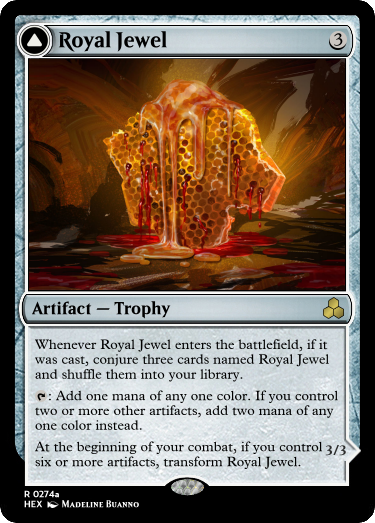 Royal Jewel 3
Artifact — Trophy
Whenever Royal Jewel enters the battlefield, if it
was cast, conjure three cards named Royal Jewel
and shuffle them into your library.
: Add one mana of any one color. If you control
two or more other artifacts, add two mana of any
one color instead.
At the beginning of your combat, if you control
six or more artifacts, transform Royal Jewel.
3/3
R 0274a
HEX Madeline Buanno